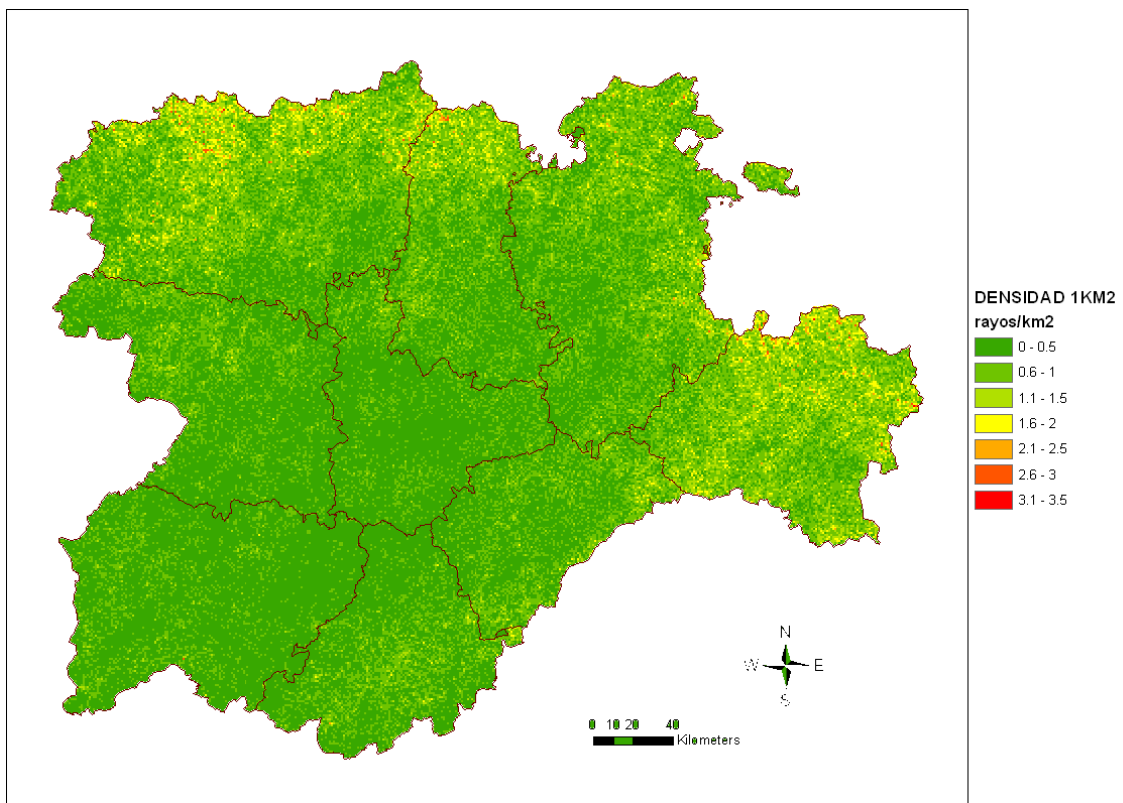 DENSIDAD 1KM2
rayos/km2
0 - 0.5
0.6 - 1
1.1 - 1.5
1.6 - 2
2.1 - 2.5
2.6 - 3
3.1 - 3.5
N
W E
S
0 10 20 40
Kilometers